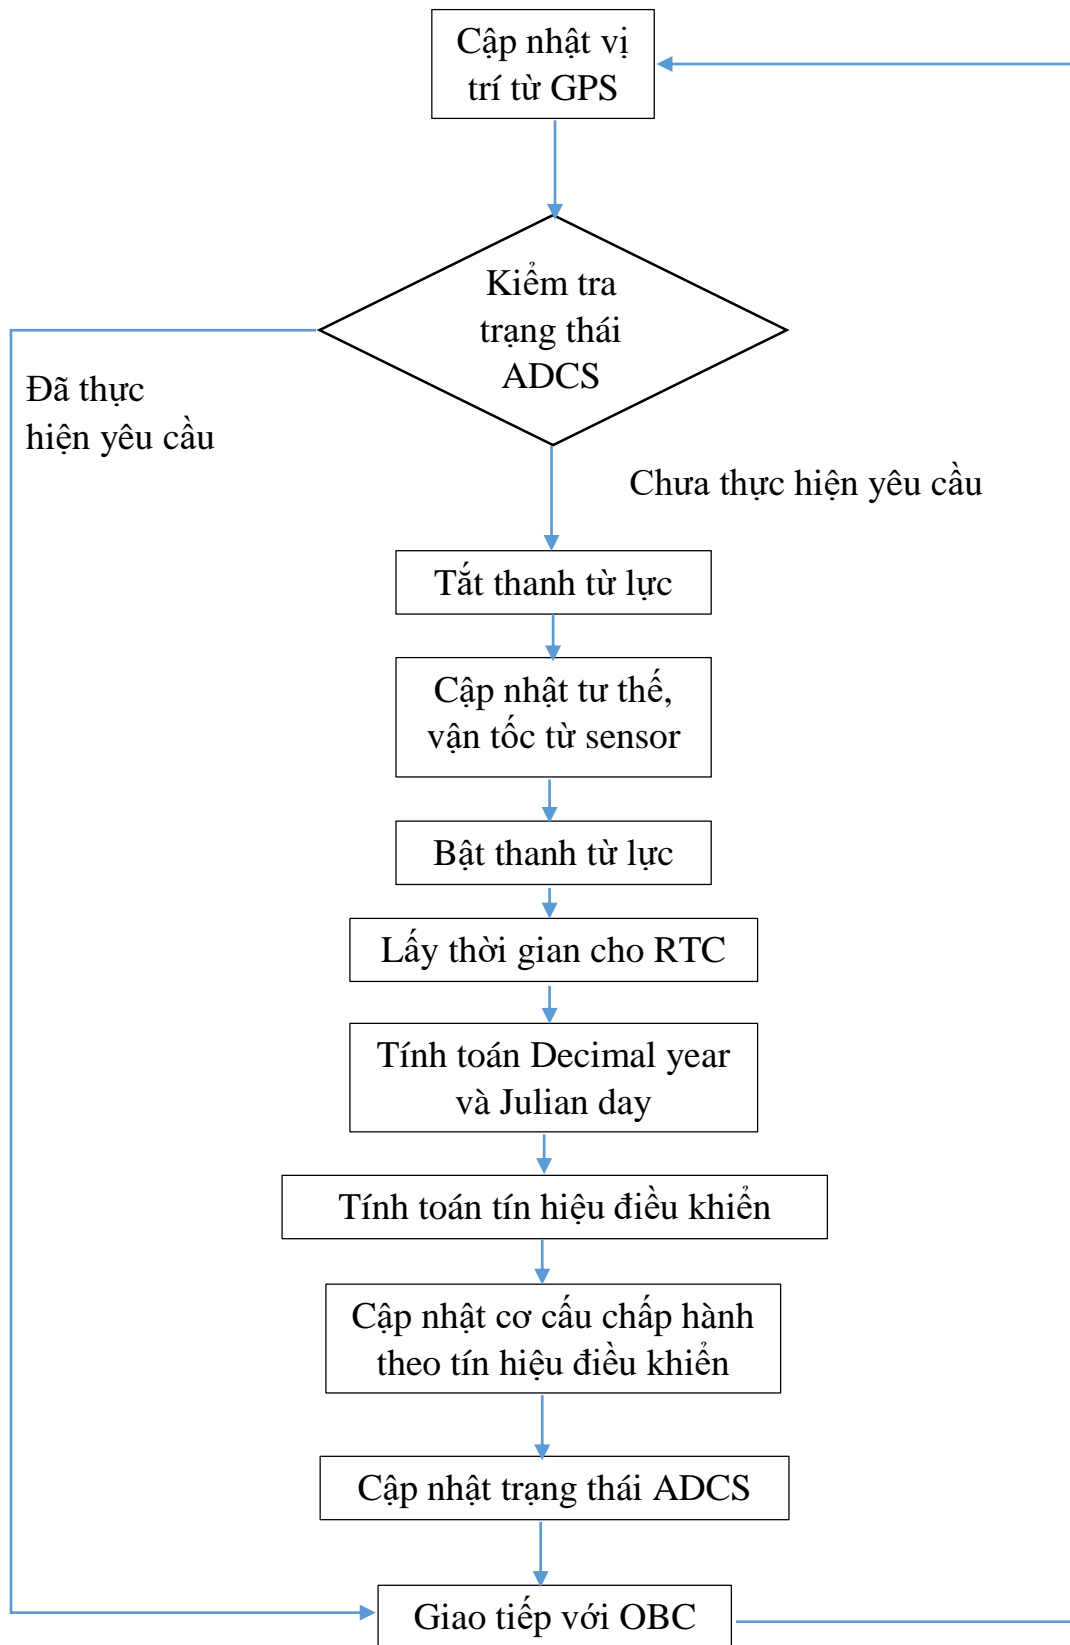 Cập nhật vị
trí từ GPS
Kiểm tra
trạng thái
ADCS
Đã thực
hiện yêu cầu
Chưa thực hiện yêu cầu
Tắt thanh từ lực
Cập nhật tư thế,
vận tốc từ sensor
Bật thanh từ lực
Lấy thời gian cho RTC
Tính toán Decimal year
và Julian day
Tính toán tín hiệu điều khiển
Cập nhật cơ cấu chấp hành
theo tín hiệu điều khiển
Cập nhật trạng thái ADCS
Giao tiếp với OBC